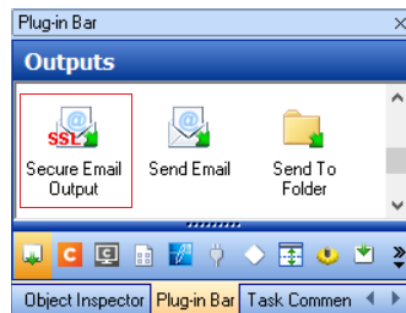 Plug-in Bar
Outputs
SSL
Secure Email
Output
Send Email
Send To
Folder
C
C
Object Inspector
Plug-in Bar
Task Commen